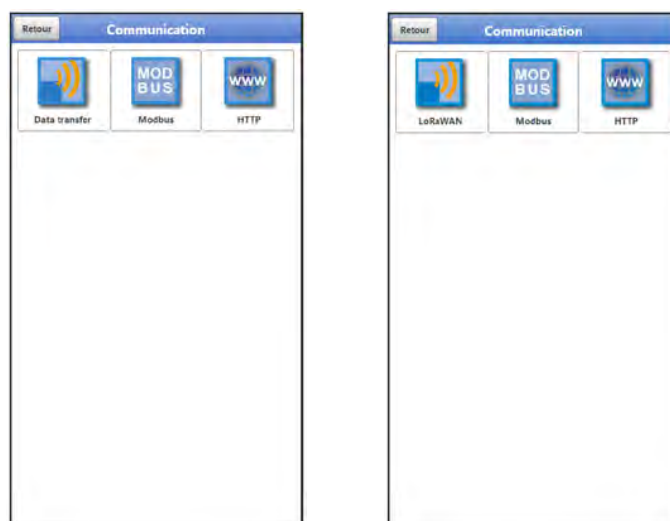 Retour Communication
MOD BUS
www
Data transfer Modbus HTTP
Retour Communication
MOD BUS
www
LoRaWAN Modbus HTTP